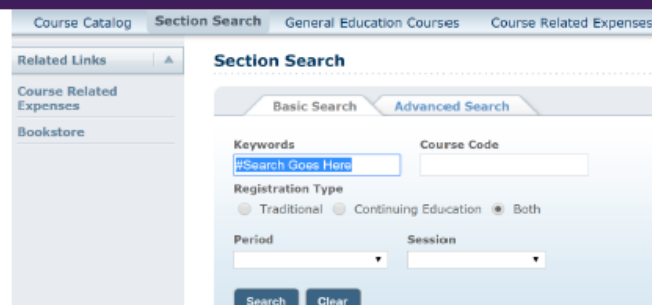 Course Catalog Section Search General Education Courses Course Related Expenses
Related Links
Course Related
Expenses
Bookstore
Section Search
Basic Search Advanced Search
Keywords Course Code
#Search Goes Here
Registration Type
Traditional Continuing Education Both
Period Session
Search Clear